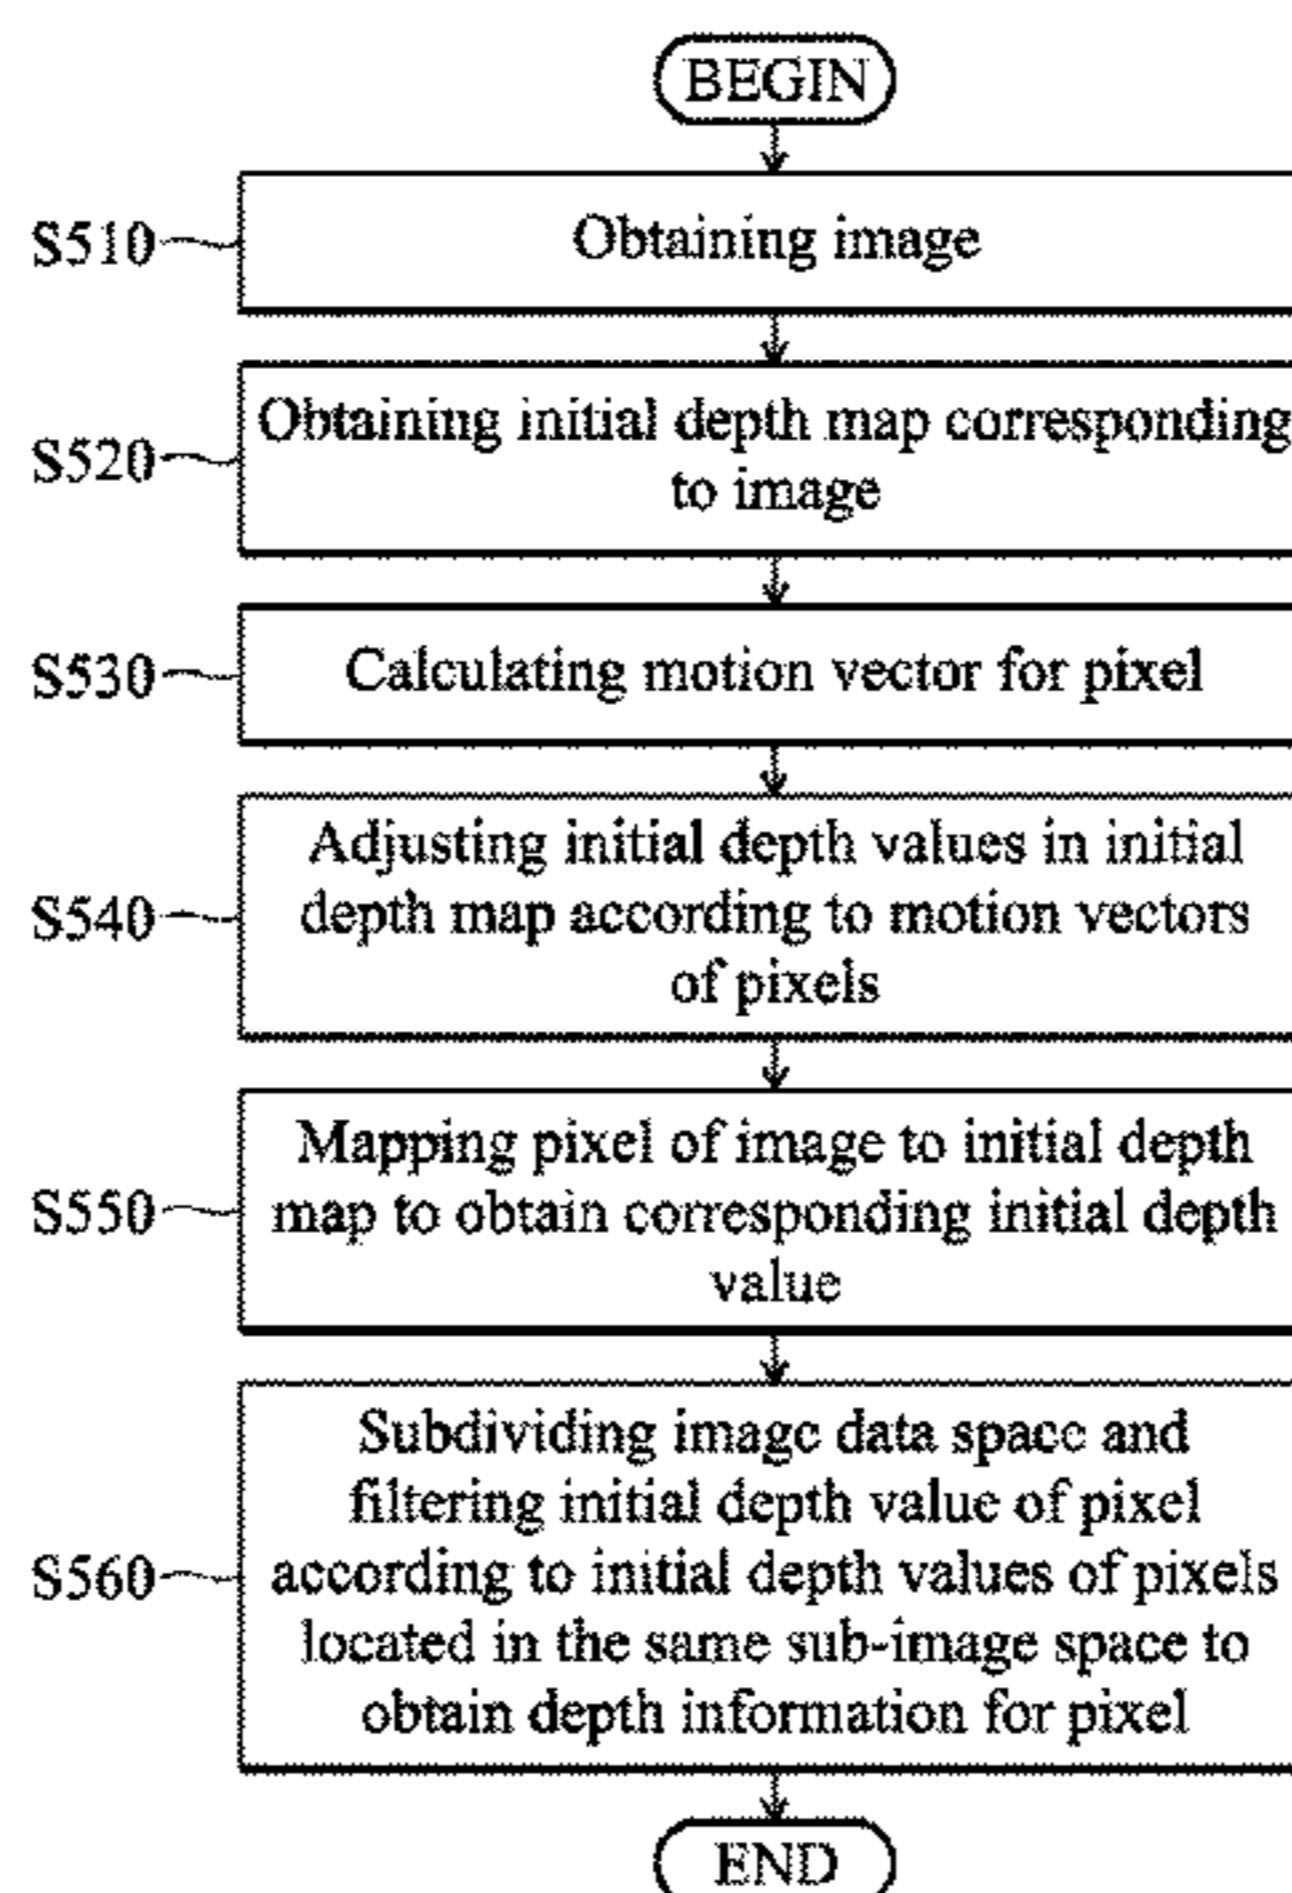 BEGIN
S510
Obtaining image
S520
Obtaining initial depth map corresponding
to image
S530
Calculating motion vector for pixel
S540
Adjusting initial depth values in initial
depth map according to motion vectors
of pixels
S550
Mapping pixel of image to initial depth
map to obtain corresponding initial depth
value
S560
Subdividing image data space and
filtering initial depth value of pixel
according to initial depth values of pixels
located in the same sub-image space to
obtain depth information for pixel
END